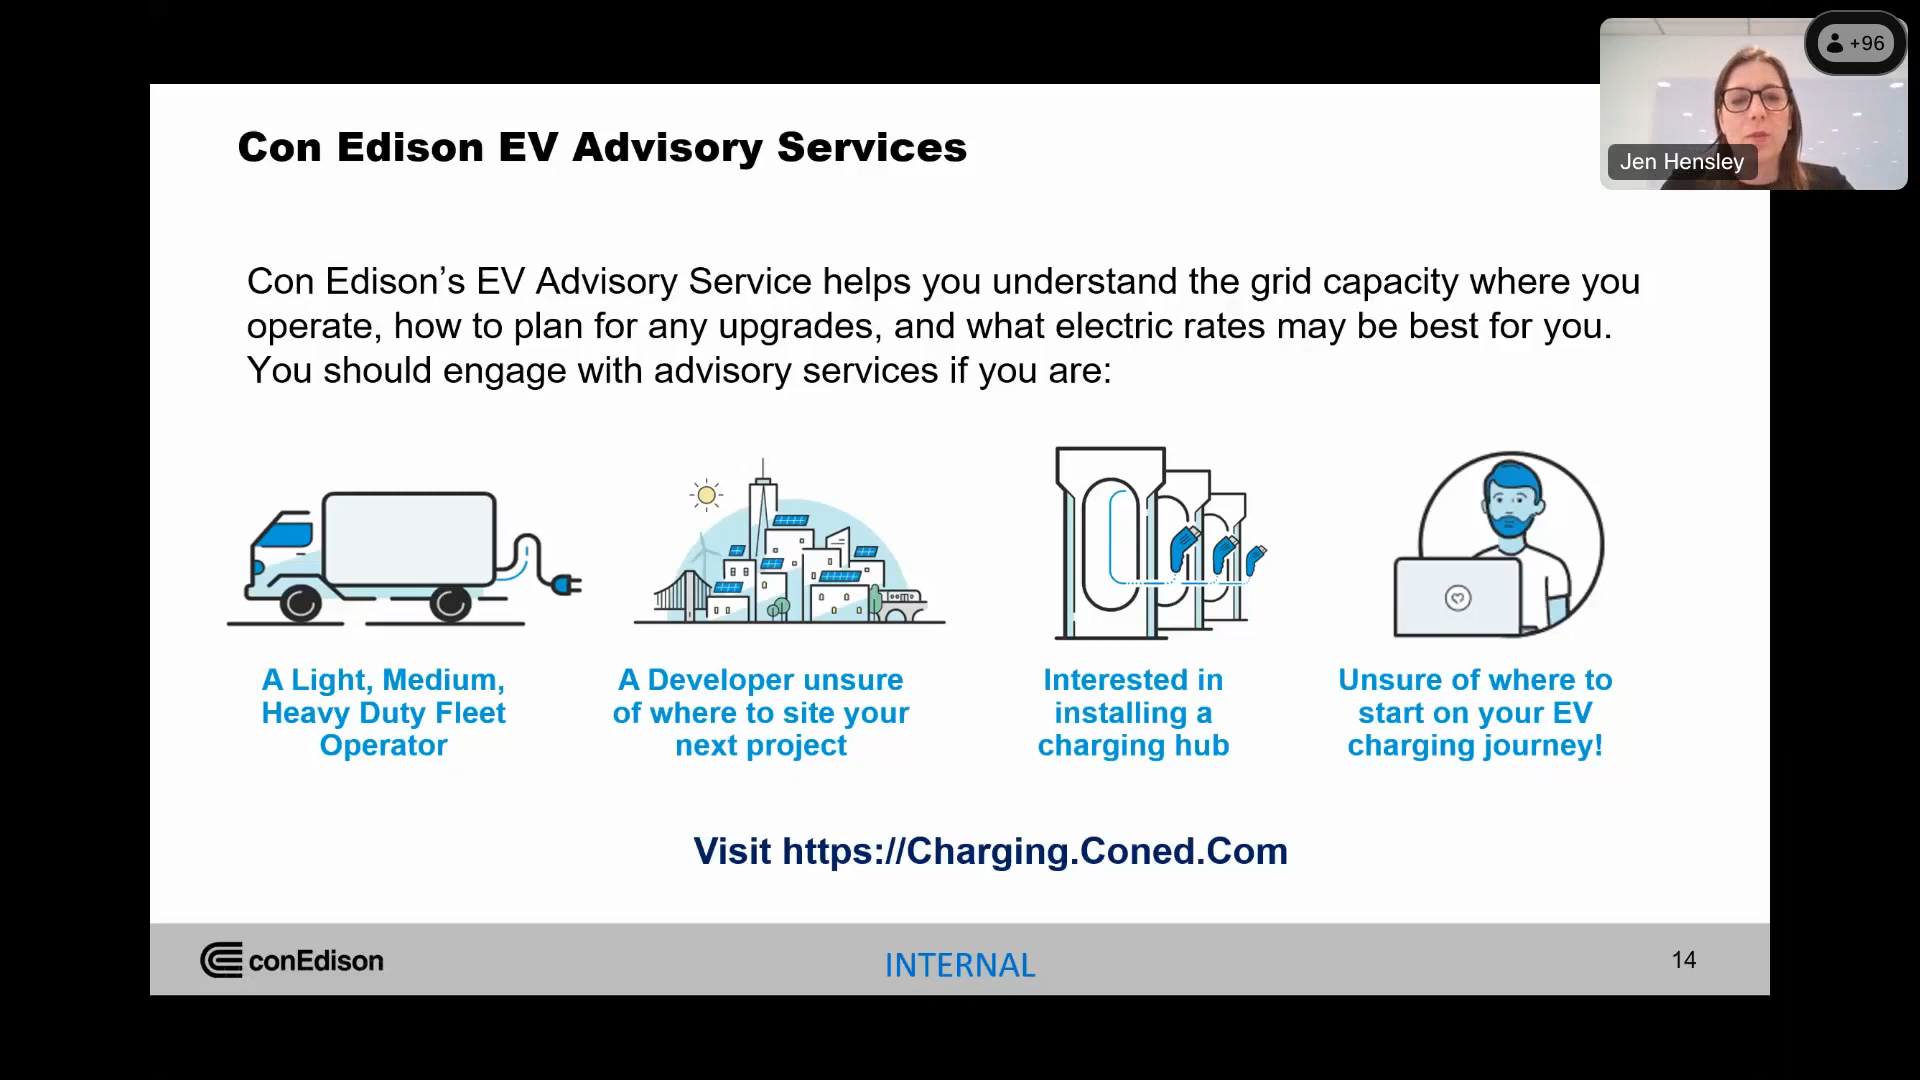 +96
Jen Hensley
Con Edison EV Advisory Services
Con Edison’s EV Advisory Service helps you understand the grid capacity where you
operate, how to plan for any upgrades, and what electric rates may be best for you.
You should engage with advisory services if you are:
A Light, Medium,
Heavy Duty Fleet
Operator
A Developer unsure
of where to site your
next project
Interested in
installing a
charging hub
Unsure of where to
start on your EV
charging journey!
Visit https://Charging.Coned.Com
conEdison
INTERNAL
14